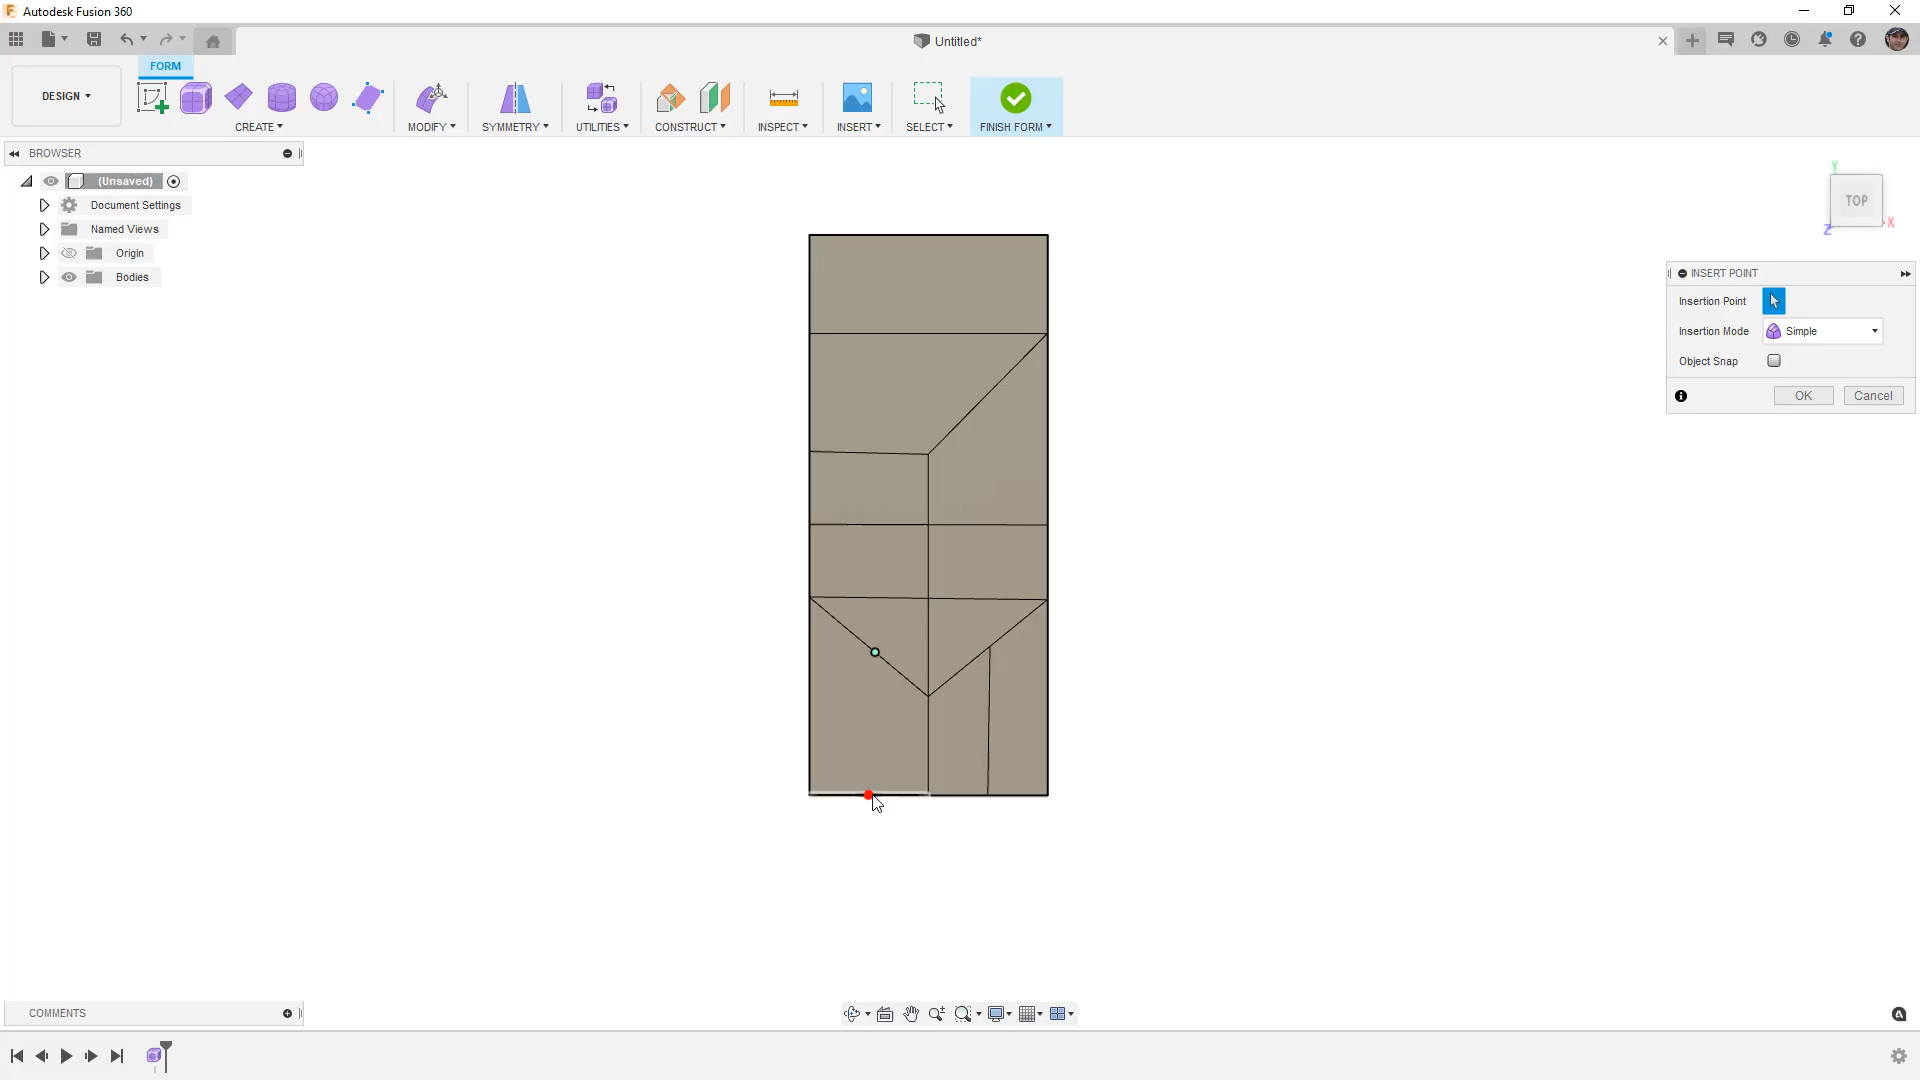 Autodesk Fusion 360
Untitled*
FORM
DESIGN
CREATE
MODIFY
SYMMETRY
UTILITIES
CONSTRUCT
INSPECT
INSERT
SELECT
FINISH FORM
BROWSER
(Unsaved)
Document Settings
Named Views
Origin
Bodies
Y
TOP
X
Z
INSERT POINT
Insertion Point
Insertion Mode
Simple
Object Snap
OK
Cancel
COMMENTS